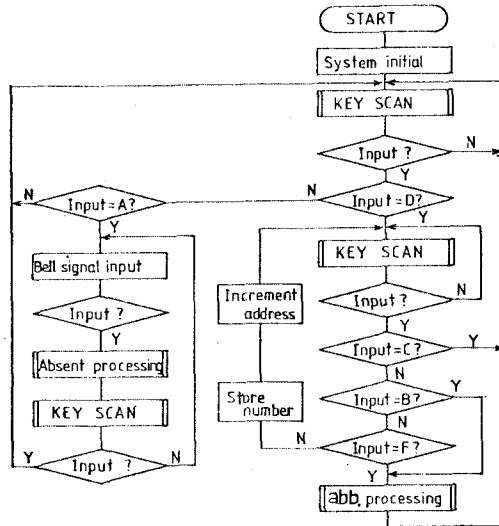 START
System initial
KEY SCAN
Input ?
N
Y
Input=D?
N
Y
Input=A?
N
Y
Bell signal input
Input ?
Y
Absent processing
KEY SCAN
Input ?
Y
N
KEY SCAN
Input ?
N
Y
Input=C?
Y
N
Input=B?
Y
N
Input=F?
N
Y
abb. processing
Increment
address
Store
number